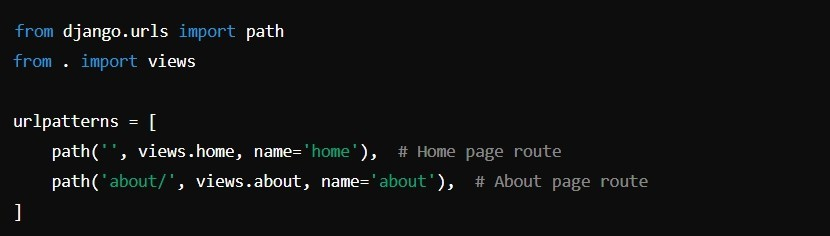 from django.urls import path
from . import views

urlpatterns = [
    path('', views.home, name='home'),  # Home page route
    path('about/', views.about, name='about'),  # About page route
]